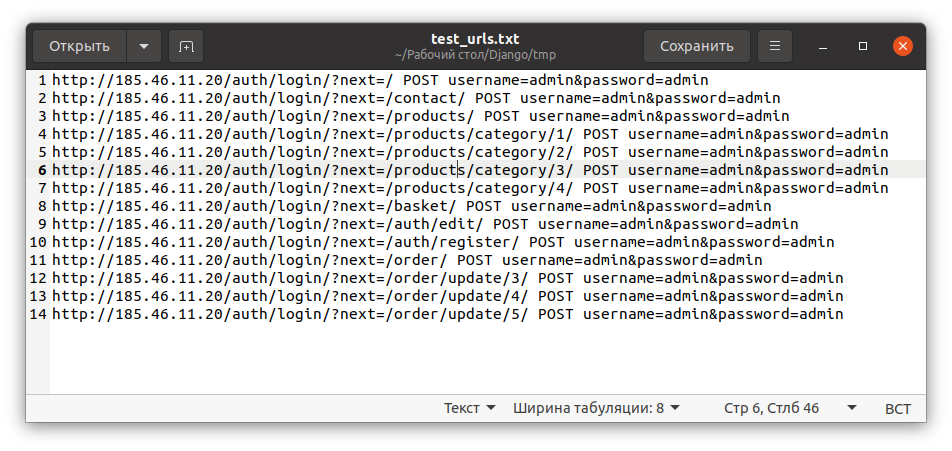 Открыть
test_urls.txt
~/Рабочий стол/Django/tmp
Сохранить
1 http://185.46.11.20/auth/login/?next=/ POST username=admin&password=admin
2 http://185.46.11.20/auth/login/?next=/contact/ POST username=admin&password=admin
3 http://185.46.11.20/auth/login/?next=/products/ POST username=admin&password=admin
4 http://185.46.11.20/auth/login/?next=/products/category/1/ POST username=admin&password=admin
5 http://185.46.11.20/auth/login/?next=/products/category/2/ POST username=admin&password=admin
6 http://185.46.11.20/auth/login/?next=/products/category/3/ POST username=admin&password=admin
7 http://185.46.11.20/auth/login/?next=/products/category/4/ POST username=admin&password=admin
8 http://185.46.11.20/auth/login/?next=/basket/ POST username=admin&password=admin
9 http://185.46.11.20/auth/login/?next=/auth/edit/ POST username=admin&password=admin
10 http://185.46.11.20/auth/login/?next=/auth/register/ POST username=admin&password=admin
11 http://185.46.11.20/auth/login/?next=/order/ POST username=admin&password=admin
12 http://185.46.11.20/auth/login/?next=/order/update/3/ POST username=admin&password=admin
13 http://185.46.11.20/auth/login/?next=/order/update/4/ POST username=admin&password=admin
14 http://185.46.11.20/auth/login/?next=/order/update/5/ POST username=admin&password=admin
Текст Ширина табуляции: 8 Стр 6, Стлб 46 ВСТ